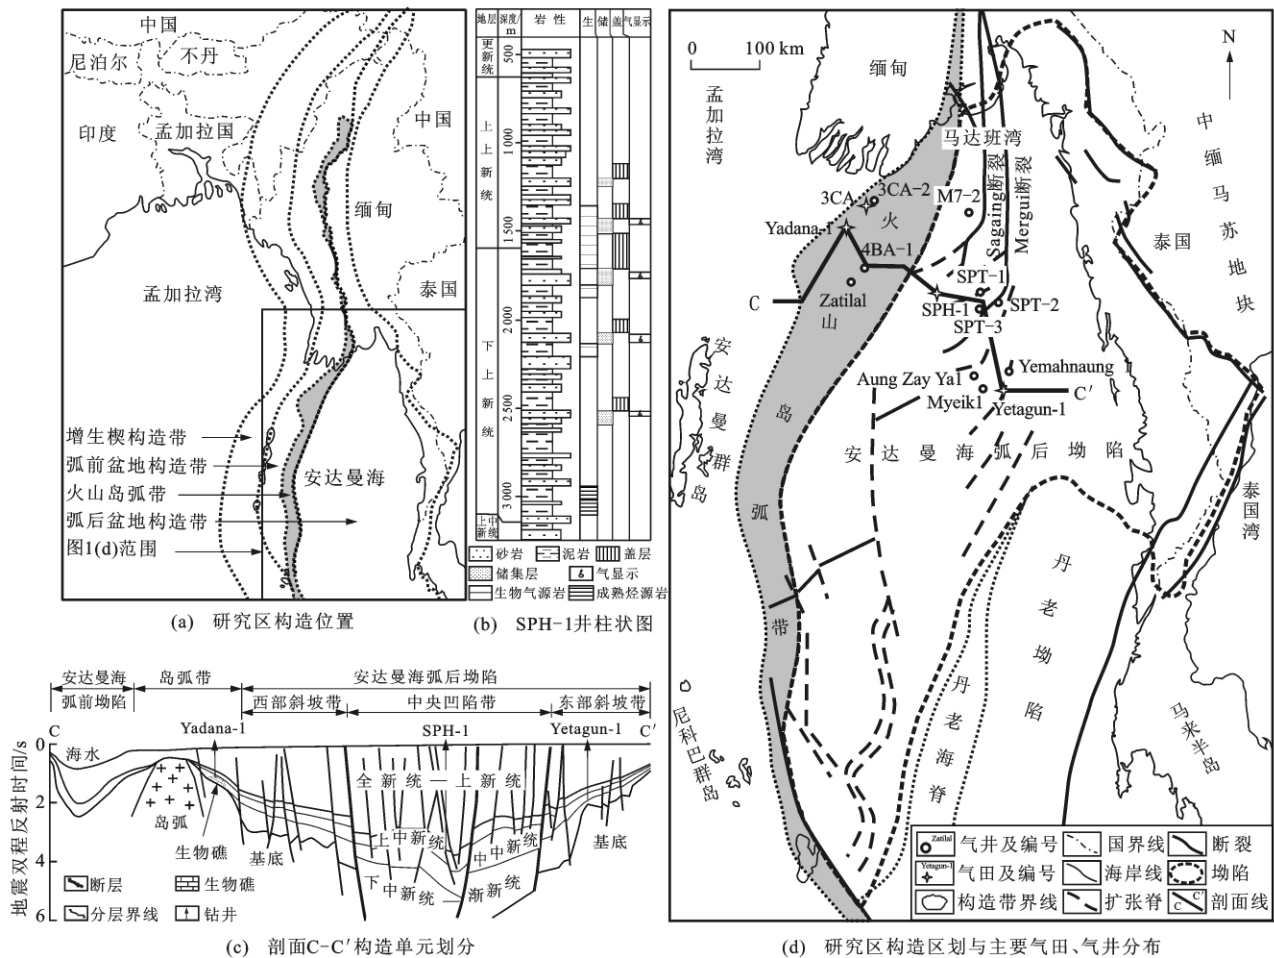 中国
尼泊尔
不丹
印度
孟加拉国
中国
缅甸
孟加拉湾
泰国
增生楔构造带
弧前盆地构造带
火山岛弧带
弧后盆地构造带
图1(d)范围
安达曼海
(a) 研究区构造位置
地层 深度/m 岩性 生 储 盖 气显示
更新统
上上新统
下上新统
上中新统
500
1 000
1 500
2 000
2 500
3 000
砂岩 泥岩 盖层
储集层 气显示
生物气源岩 成熟烃源岩
(b) SPH-1井柱状图
安达曼海弧前坳陷 岛弧带 安达曼海弧后坳陷
西部斜坡带 中央凹陷带 东部斜坡带
C Yadana-1 SPH-1 Yetagun-1 C′
地震双程反射时间/s
0
2
4
6
海水
岛弧
生物礁
基底
全新统—上新统
上中新统
中中新统
下中新统
渐新统
基底
断层 生物礁
分层界线 钻井
(c) 剖面C-C′构造单元划分
0 100 km
N
缅甸
孟加拉湾
马达班湾
中缅马苏地块
泰国
3CA
3CA-2
M7-2
Sagaing断裂
Mergui断裂
Yadana-1
4BA-1
Zatilal
C
SPT-1
SPH-1
SPT-2
SPT-3
Yemahnaung 1
Aung Zay Ya1
Myeik1
Yetagun-1
C′
火山岛弧带
安达曼群岛
安达曼海弧后坳陷
泰国湾
丹老坳陷
丹老海脊
尼科巴群岛
马来半岛
Zatilal 气井及编号 国界线 断裂
Yetagun-1 气田及编号 海岸线 坳陷
构造带界线 扩张脊 C C′ 剖面线
(d) 研究区构造区划与主要气田、气井分布